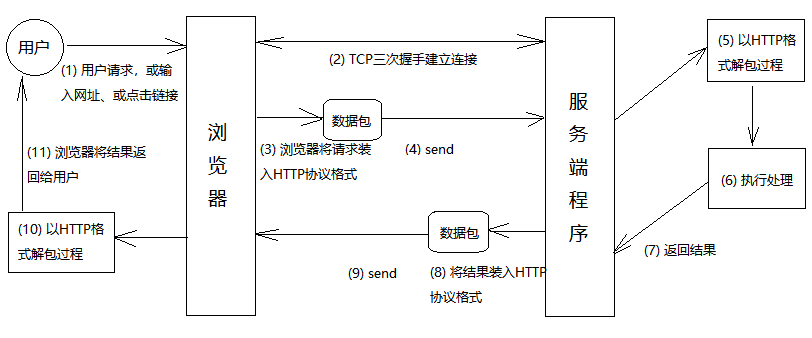 用户
(1) 用户请求，或输
入网址、或点击链接
浏览器
(2) TCP三次握手建立连接
数据包
(3) 浏览器将请求装
入HTTP协议格式
(4) send
服务端程序
(5) 以HTTP格
式解包过程
(6) 执行处理
(7) 返回结果
数据包
(8) 将结果装入HTTP
协议格式
(9) send
(10) 以HTTP格
式解包过程
(11) 浏览器将结果返
回给用户